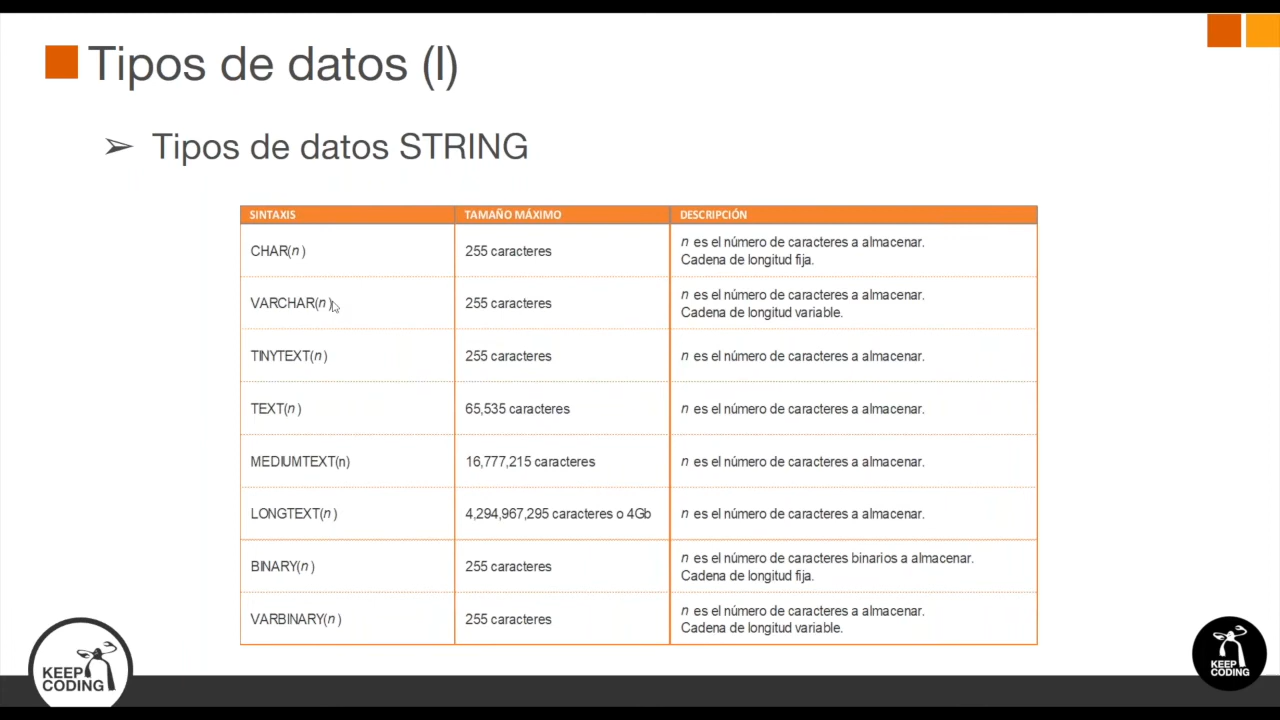 Tipos de datos (I)
➢ Tipos de datos STRING
SINTAXIS TAMAÑO MÁXIMO DESCRIPCIÓN
CHAR(n) 255 caracteres n es el número de caracteres a almacenar.
Cadena de longitud fija.
VARCHAR(n) 255 caracteres n es el número de caracteres a almacenar.
Cadena de longitud variable.
TINYTEXT(n) 255 caracteres n es el número de caracteres a almacenar.
TEXT(n) 65,535 caracteres n es el número de caracteres a almacenar.
MEDIUMTEXT(n) 16,777,215 caracteres n es el número de caracteres a almacenar.
LONGTEXT(n) 4,294,967,295 caracteres o 4Gb n es el número de caracteres a almacenar.
BINARY(n) 255 caracteres n es el número de caracteres binarios a almacenar.
Cadena de longitud fija.
VARBINARY(n) 255 caracteres n es el número de caracteres a almacenar.
Cadena de longitud variable.
KEEP
CODING
KEEP
CODING